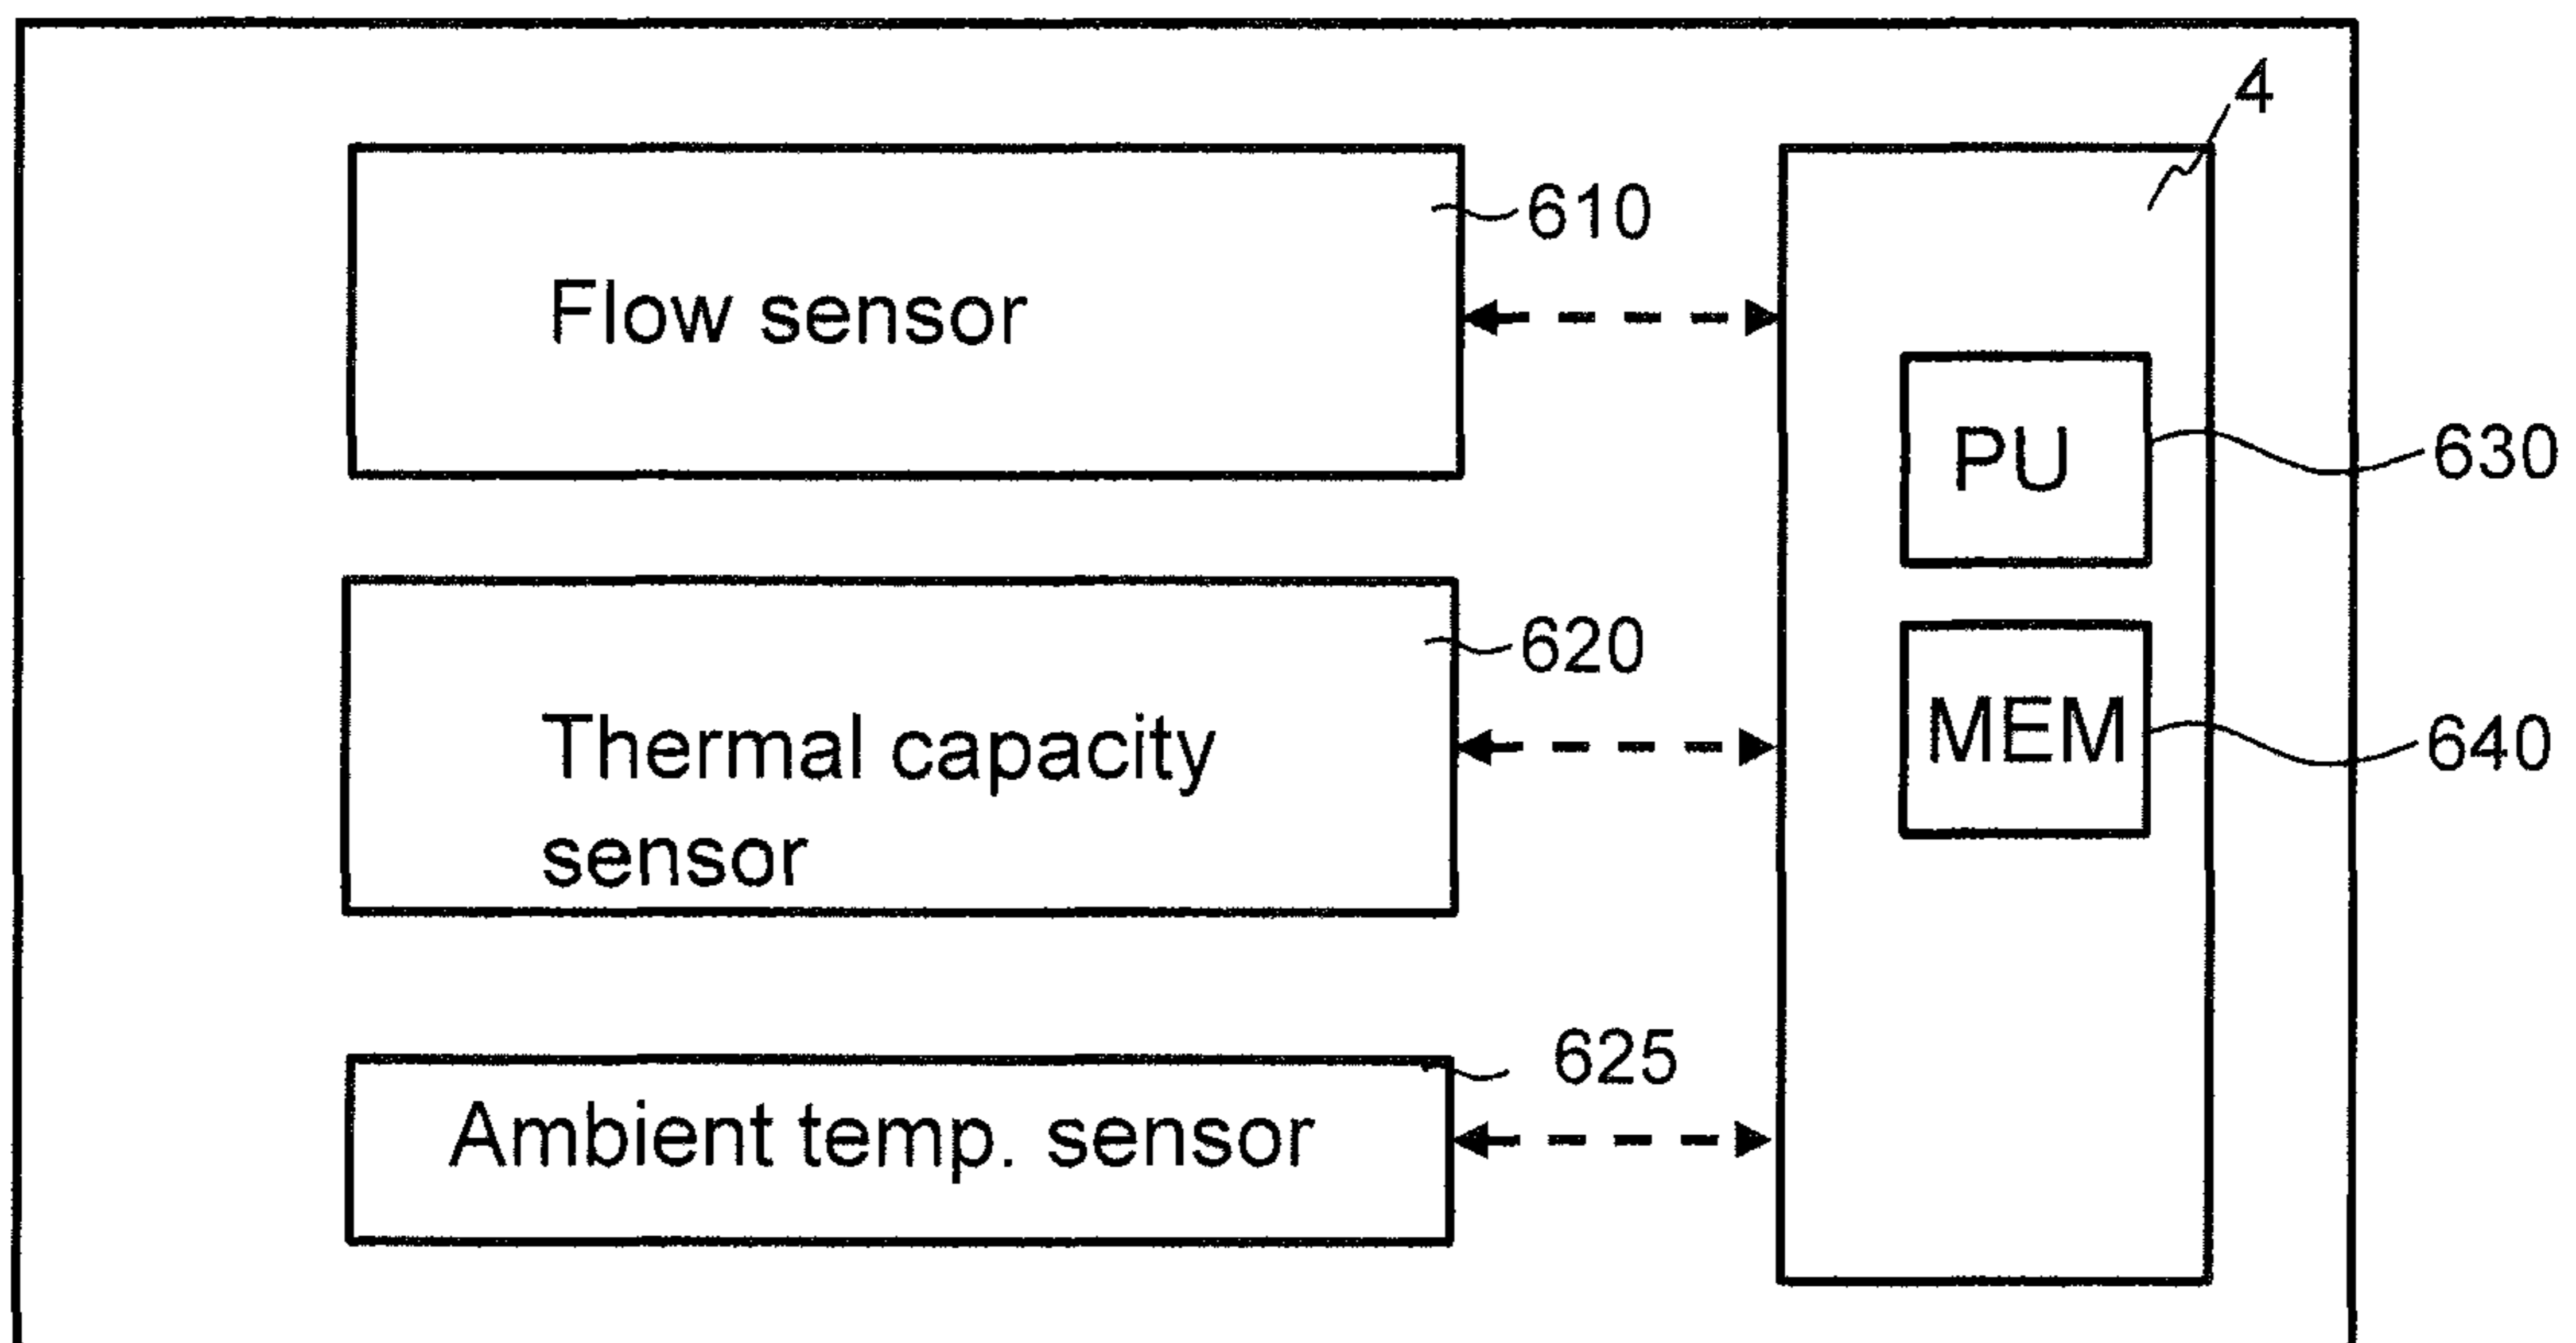 4
610
Flow sensor
630
PU
620
640
MEM
Thermal capacity
sensor
625
Ambient temp. sensor